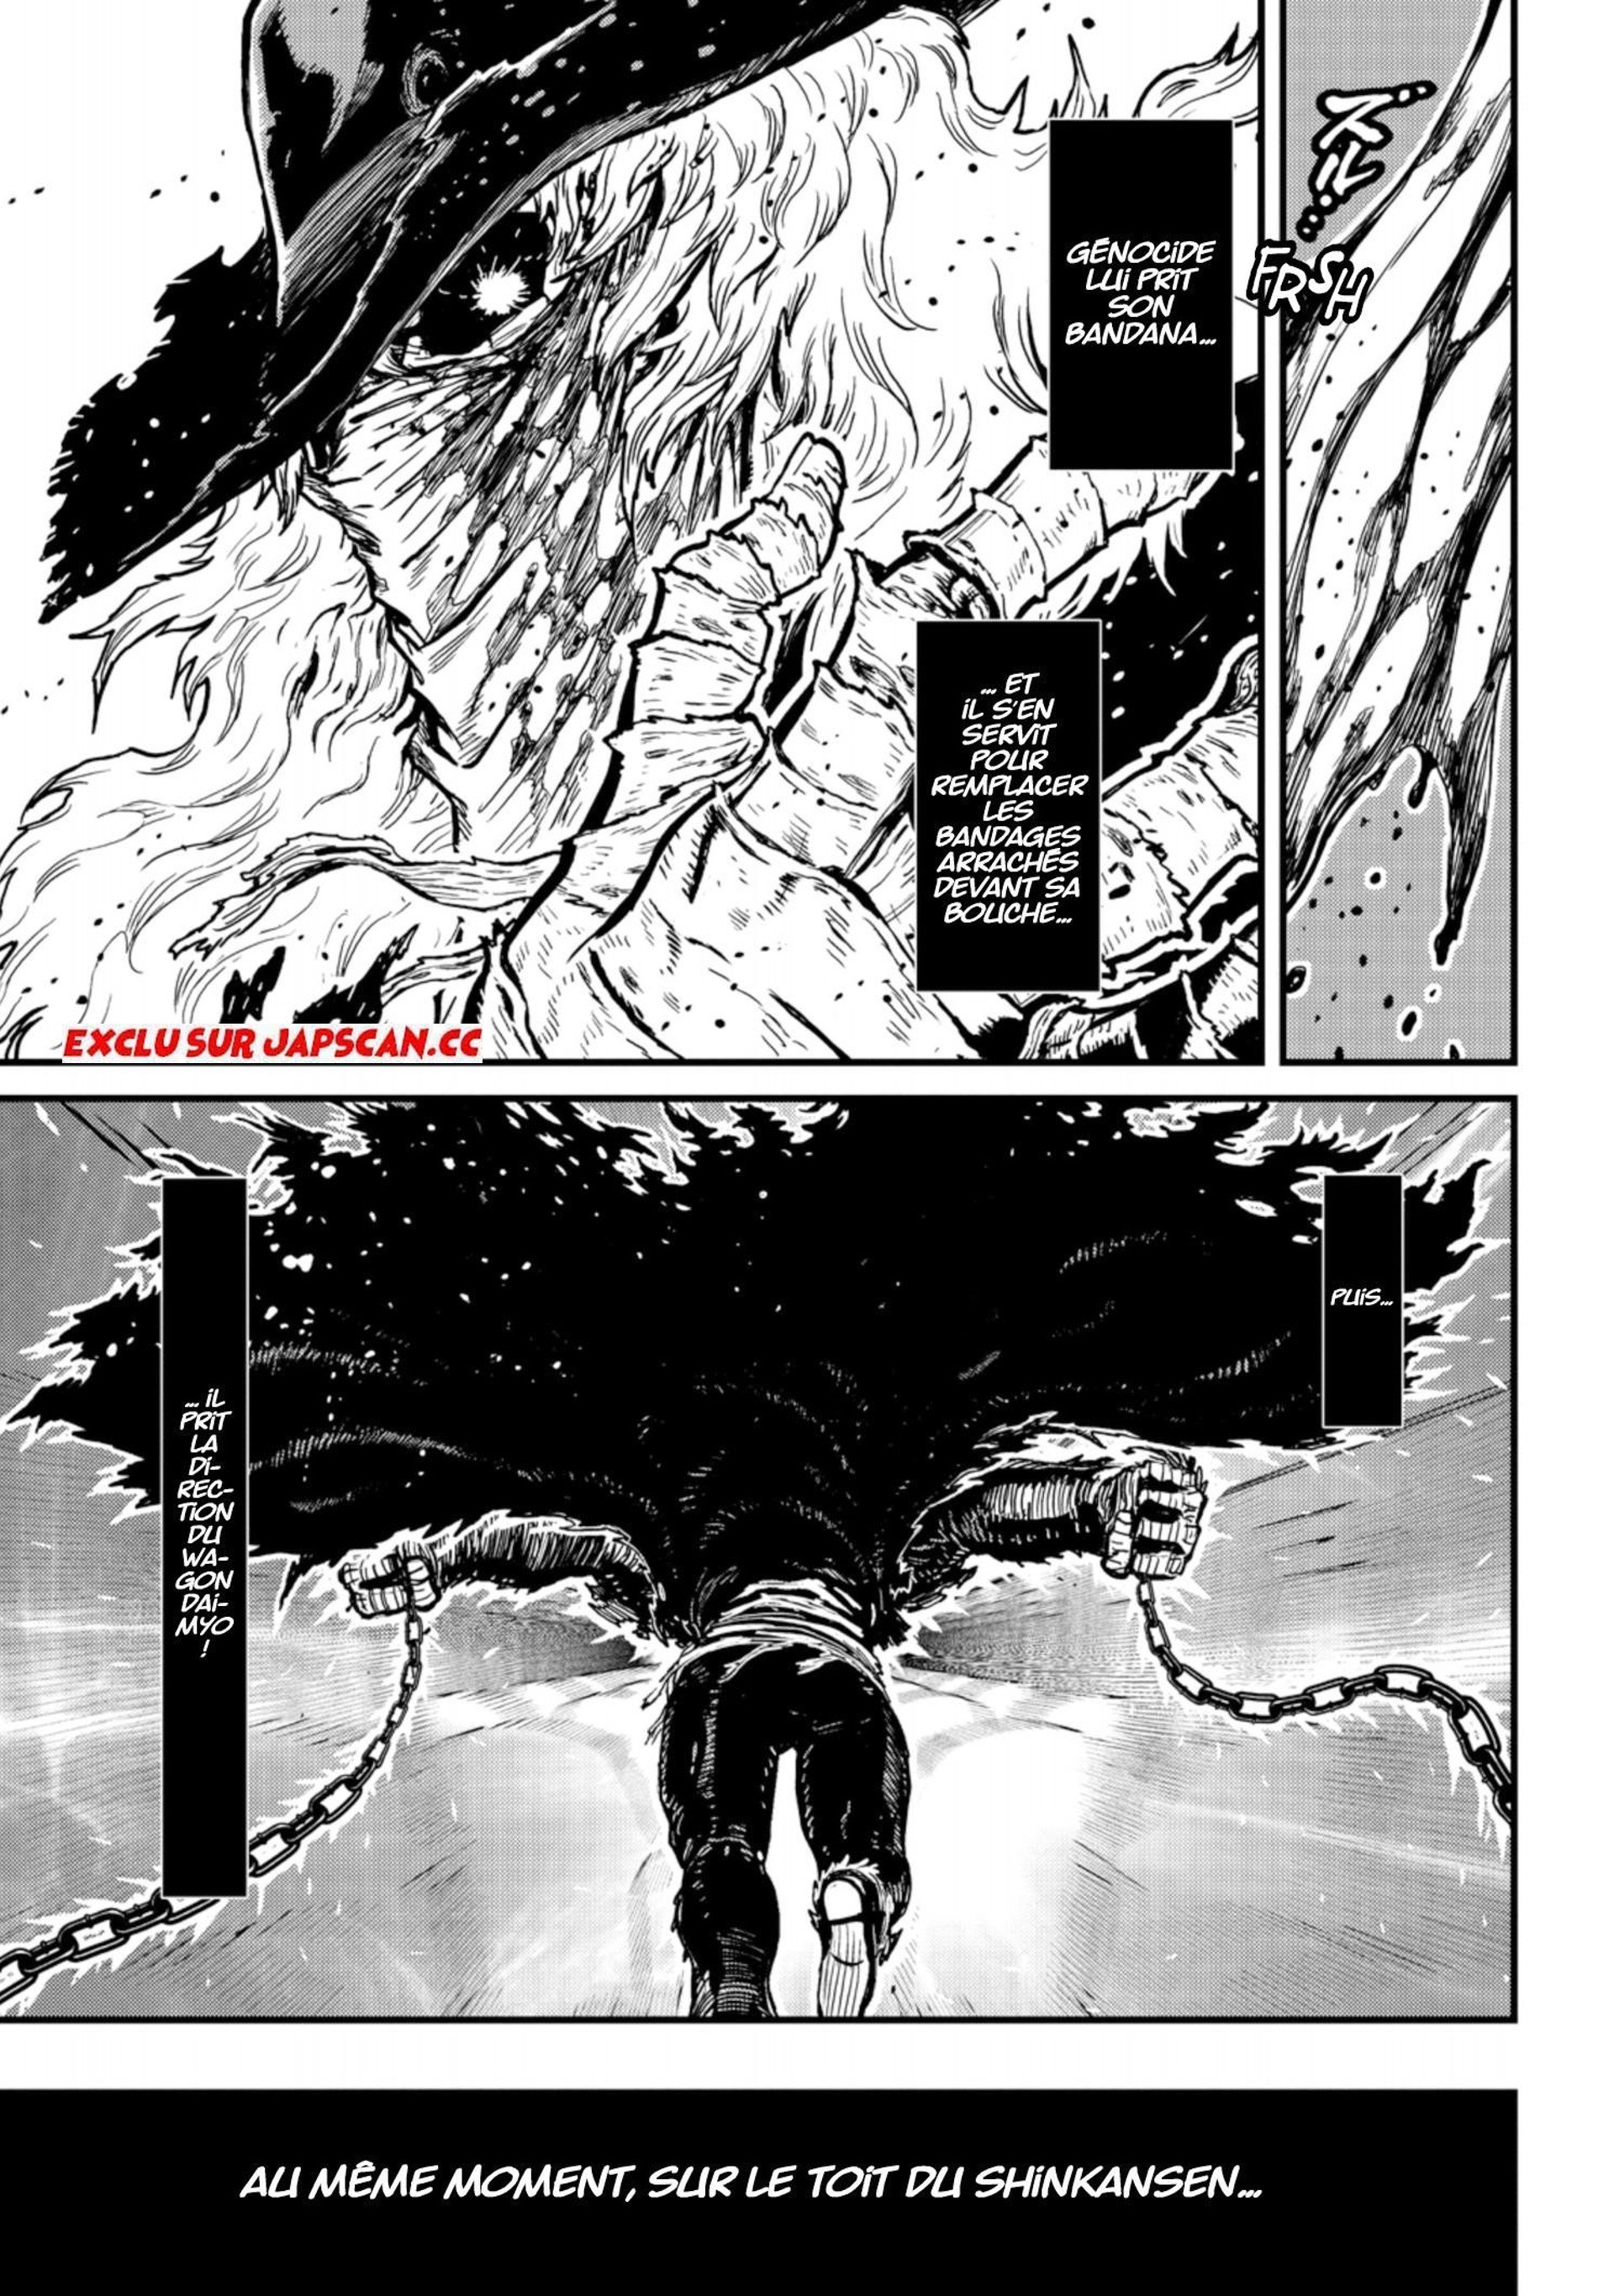 ズル…
FRSH
GÉNOCIDE
LUI PRIT
SON
BANDANA...
... ET
IL S'EN
SERVIT
POUR
REMPLACER
LES
BANDAGES
ARRACHÉS
DEVANT SA
BOUCHE...
EXCLU SUR JAPSCAN.CC
PUIS...
... IL
PRIT
LA
DI-
REC-
TION
DU
WA-
GON
DAI-
MYO
!
AU MÊME MOMENT, SUR LE TOIT DU SHINKANSEN...